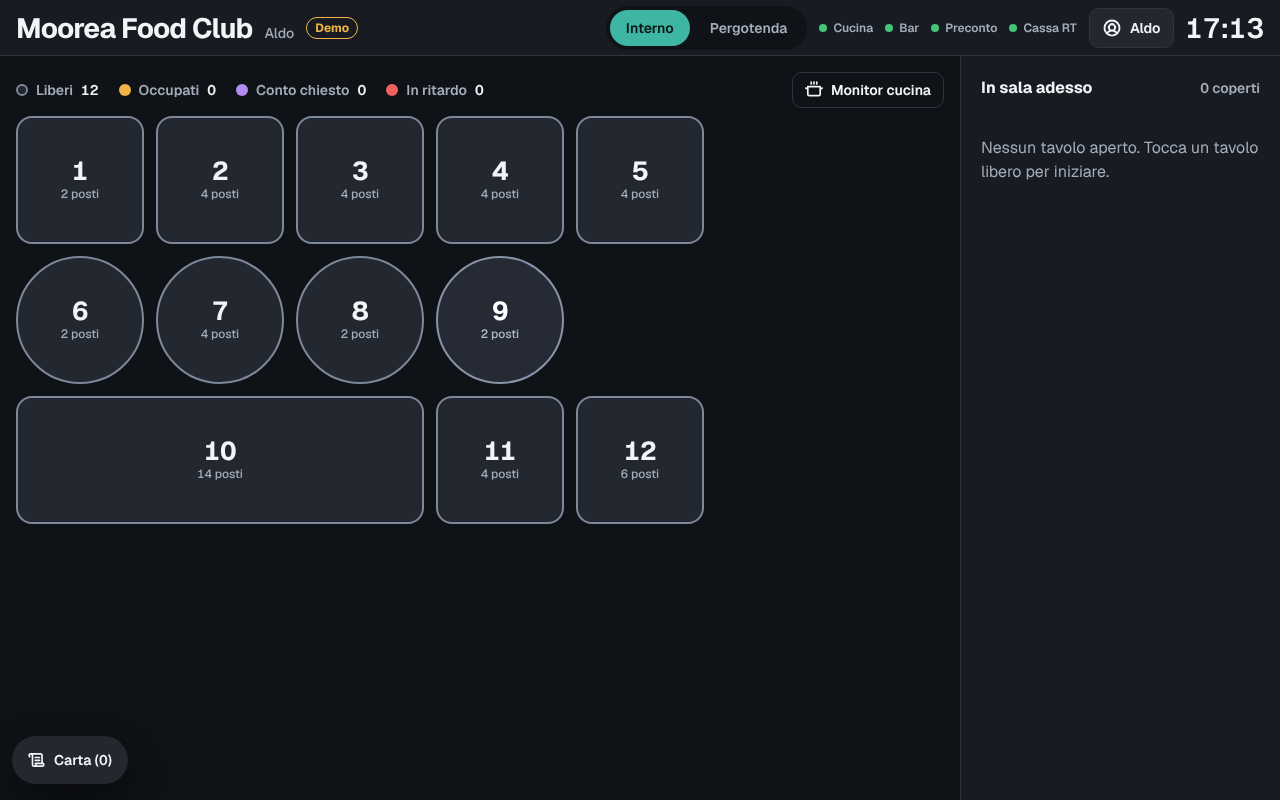 Moorea Food Club Aldo Demo
Interno Pergotenda
Cucina Bar Preconto Cassa RT
Aldo
17:13
Liberi 12 Occupati 0 Conto chiesto 0 In ritardo 0
Monitor cucina
In sala adesso 0 coperti
Nessun tavolo aperto. Tocca un tavolo
libero per iniziare.
1
2 posti
2
4 posti
3
4 posti
4
4 posti
5
4 posti
6
2 posti
7
4 posti
8
2 posti
9
2 posti
10
14 posti
11
4 posti
12
6 posti
Carta (0)